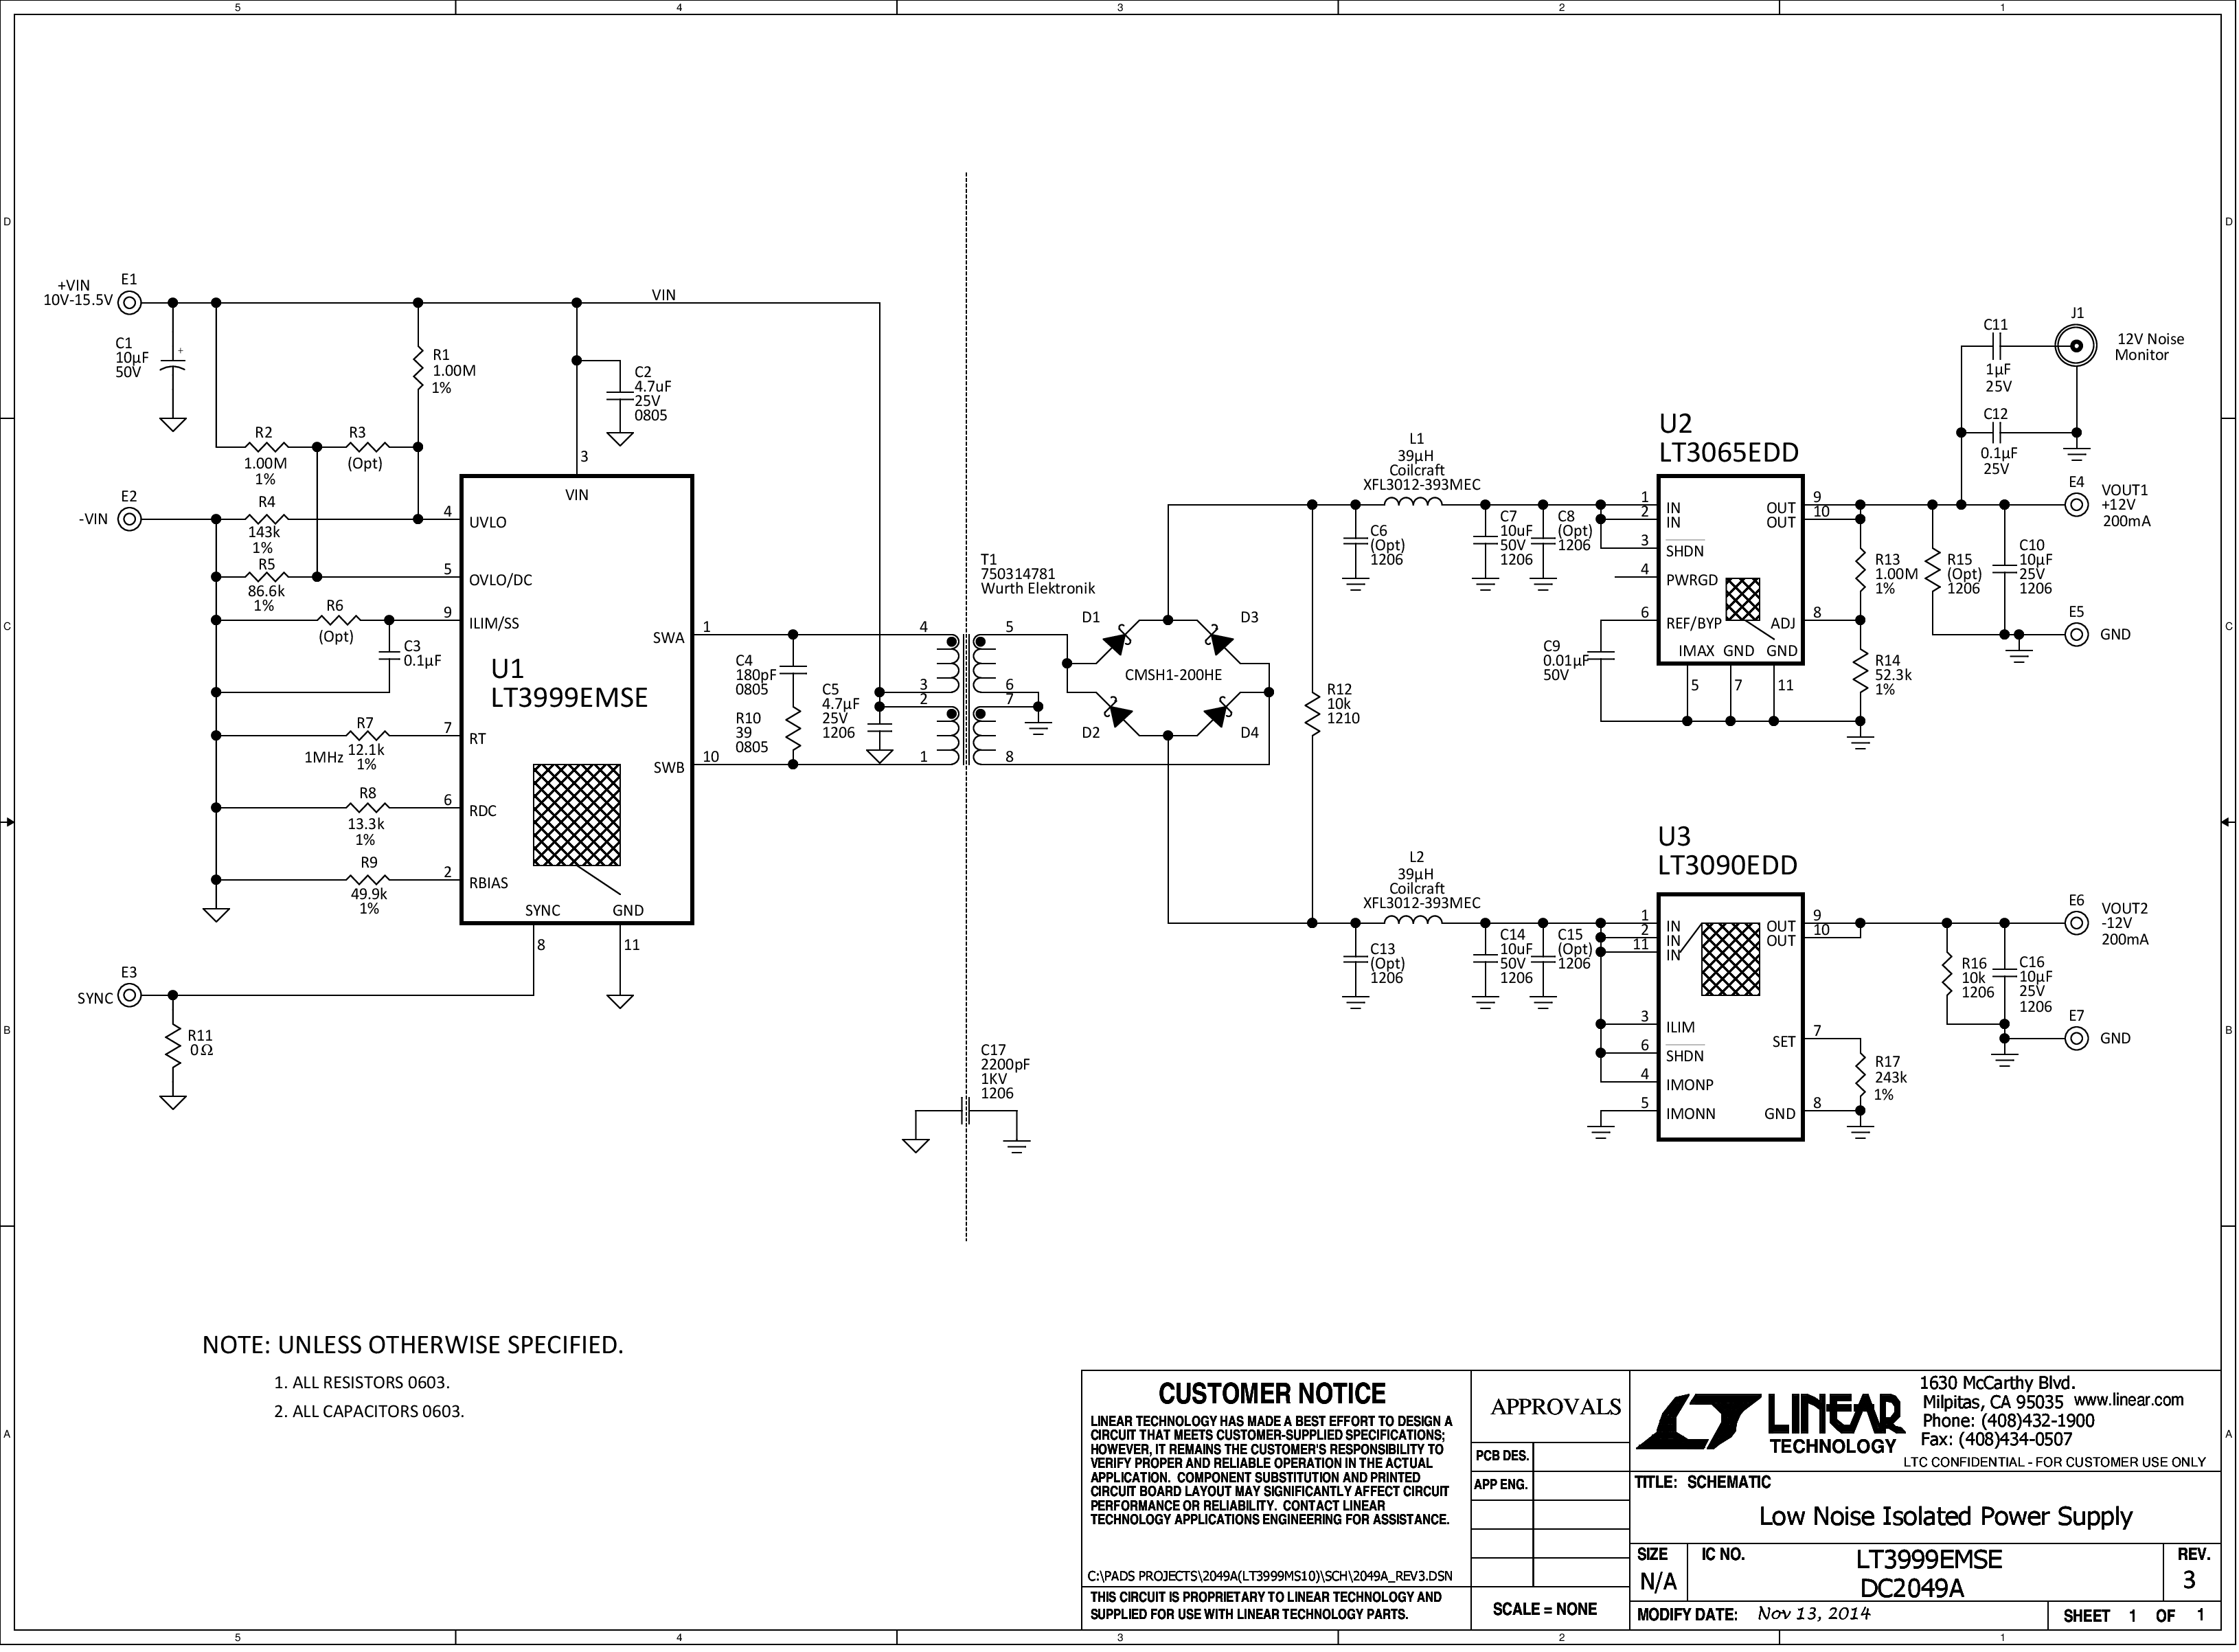 5 4 3 2 1
D
C
B
A
D
C
B
A
+VIN
10V-15.5V
E1
C1
10µF
50V
+
VIN
R1
1.00M
1%
C2
4.7uF
25V
0805
R2
1.00M
1%
R3
(Opt)
E2
-VIN
R4
143k
1%
R5
86.6k
1%
R6
(Opt)
C3
0.1µF
R7
12.1k
1%
1MHz
R8
13.3k
1%
R9
49.9k
1%
E3
SYNC
R11
0Ω
U1
LT3999EMSE
3
VIN
4
UVLO
5
OVLO/DC
9
ILIM/SS
7
RT
6
RDC
2
RBIAS
SYNC
8
GND
11
SWA
1
SWB
10
C4
180pF
0805
R10
39
0805
C5
4.7µF
25V
1206
T1
750314781
Wurth Elektronik
4
3
2
1
5
6
7
8
D1
D3
CMSH1-200HE
D2
D4
R12
10k
1210
C17
2200pF
1KV
1206
L1
39µH
Coilcraft
XFL3012-393MEC
C6
(Opt)
1206
C7
10uF
50V
1206
C8
(Opt)
1206
U2
LT3065EDD
1
IN
2
IN
3
SHDN
4
PWRGD
6
REF/BYP
IMAX GND GND
5 7 11
OUT
9
OUT
10
ADJ
8
C9
0.01µF
50V
R13
1.00M
1%
R14
52.3k
1%
R15
(Opt)
1206
C10
10µF
25V
1206
C11
1µF
25V
C12
0.1µF
25V
J1
12V Noise
Monitor
E4
VOUT1
+12V
200mA
E5
GND
L2
39µH
Coilcraft
XFL3012-393MEC
C13
(Opt)
1206
C14
10uF
50V
1206
C15
(Opt)
1206
U3
LT3090EDD
1
IN
2
IN
11
IN
3
ILIM
6
SHDN
4
IMONP
5
IMONN
OUT
9
OUT
10
SET
7
GND
8
R17
243k
1%
R16
10k
1206
C16
10µF
25V
1206
E6
VOUT2
-12V
200mA
E7
GND
NOTE: UNLESS OTHERWISE SPECIFIED.
1. ALL RESISTORS 0603.
2. ALL CAPACITORS 0603.
CUSTOMER NOTICE
LINEAR TECHNOLOGY HAS MADE A BEST EFFORT TO DESIGN A
CIRCUIT THAT MEETS CUSTOMER-SUPPLIED SPECIFICATIONS;
HOWEVER, IT REMAINS THE CUSTOMER'S RESPONSIBILITY TO
VERIFY PROPER AND RELIABLE OPERATION IN THE ACTUAL
APPLICATION. COMPONENT SUBSTITUTION AND PRINTED
CIRCUIT BOARD LAYOUT MAY SIGNIFICANTLY AFFECT CIRCUIT
PERFORMANCE OR RELIABILITY. CONTACT LINEAR
TECHNOLOGY APPLICATIONS ENGINEERING FOR ASSISTANCE.
C:\PADS PROJECTS\2049A(LT3999MS10)\SCH\2049A_REV3.DSN
THIS CIRCUIT IS PROPRIETARY TO LINEAR TECHNOLOGY AND
SUPPLIED FOR USE WITH LINEAR TECHNOLOGY PARTS.
APPROVALS
PCB DES.
APP ENG.
SCALE = NONE
LINEAR
TECHNOLOGY
1630 McCarthy Blvd.
Milpitas, CA 95035 www.linear.com
Phone: (408)432-1900
Fax: (408)434-0507
LTC CONFIDENTIAL - FOR CUSTOMER USE ONLY
TITLE: SCHEMATIC
Low Noise Isolated Power Supply
SIZE
N/A
IC NO.
LT3999EMSE
DC2049A
REV.
3
MODIFY DATE: Nov 13, 2014
SHEET 1 OF 1
5 4 3 2 1